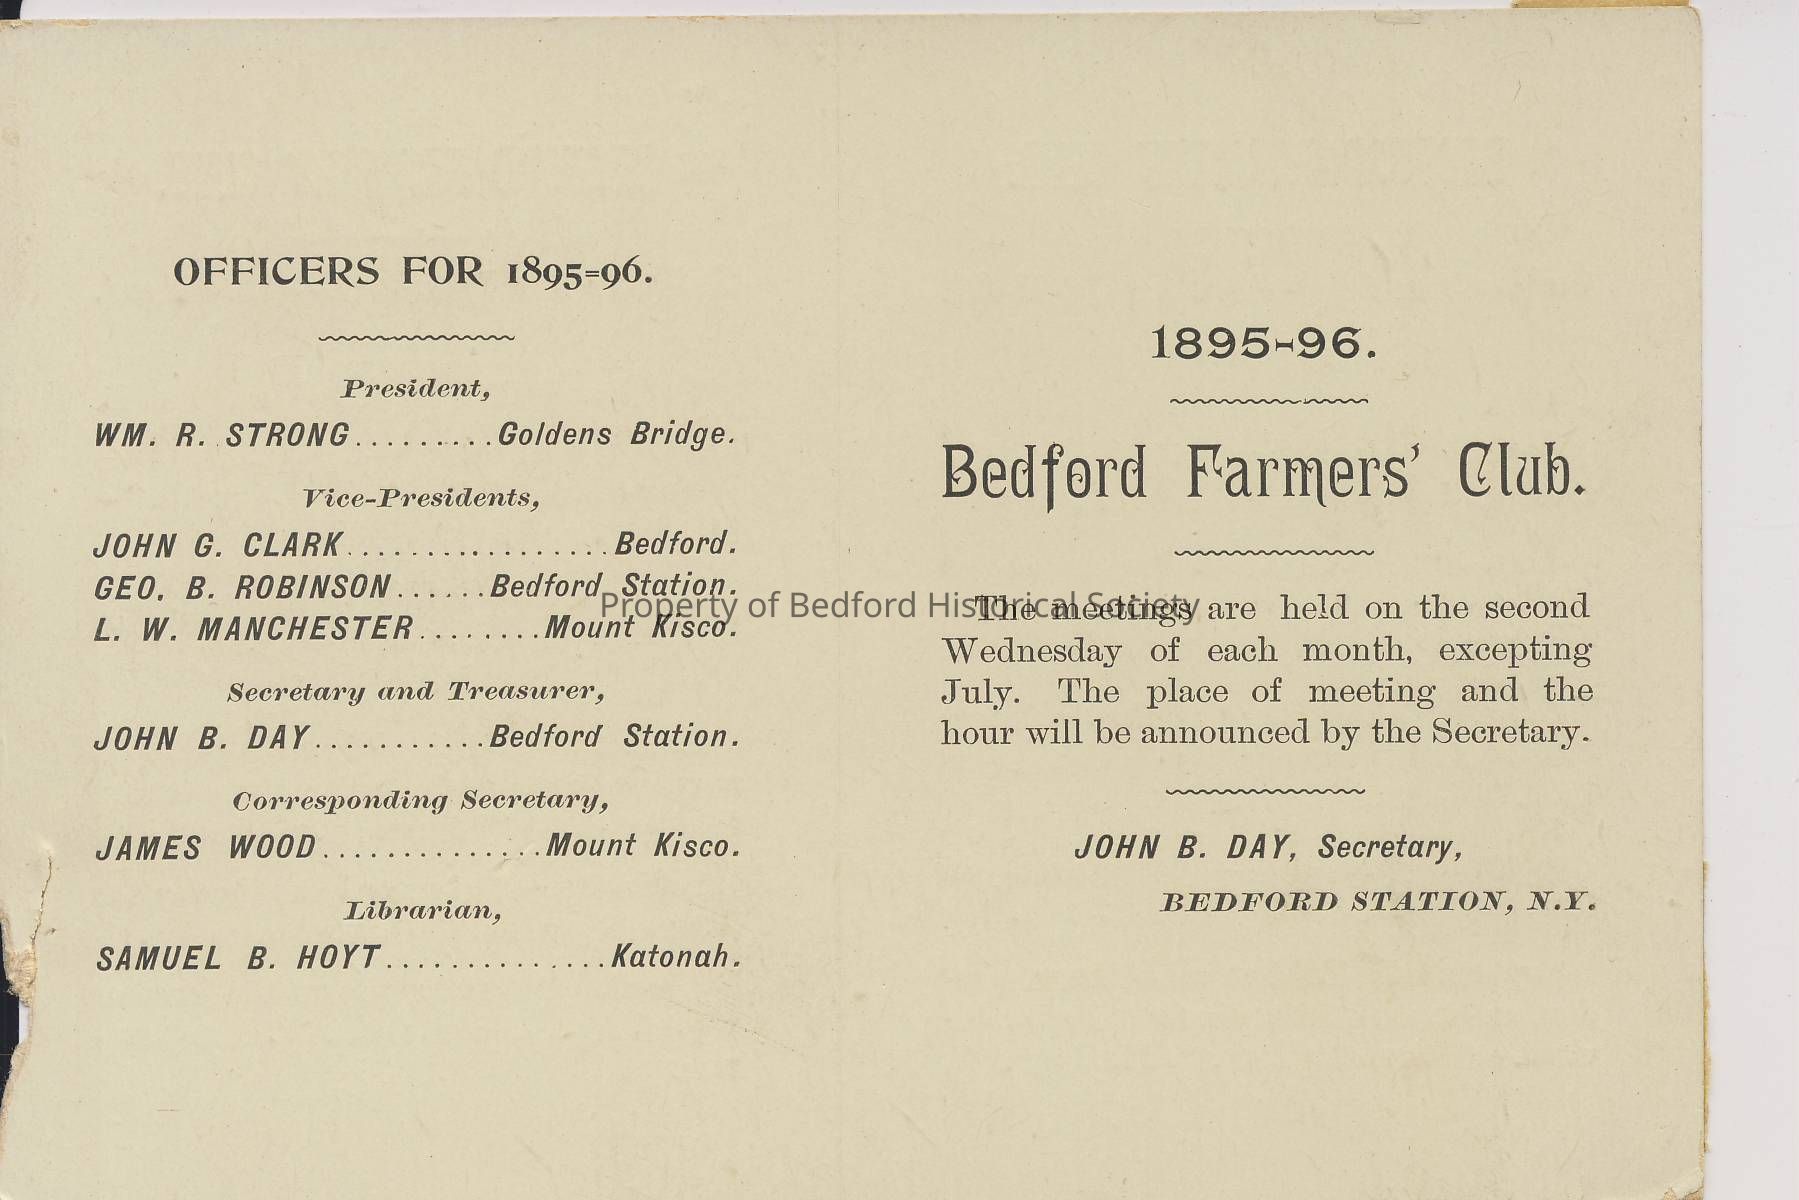 OFFICERS FOR 1895=96.
President,
WM. R. STRONG.........Goldens Bridge.
Vice-Presidents,
JOHN G. CLARK.................Bedford.
GEO. B. ROBINSON......Bedford Station.
L. W. MANCHESTER........Mount Kisco.
Secretary and Treasurer,
JOHN B. DAY...........Bedford Station.
Corresponding Secretary,
JAMES WOOD..............Mount Kisco.
Librarian,
SAMUEL B. HOYT..............Katonah.
1895-96.
Bedford Farmers' Club.
The meetings are held on the second
Wednesday of each month, excepting
July. The place of meeting and the
hour will be announced by the Secretary.
JOHN B. DAY, Secretary,
BEDFORD STATION, N.Y.
Property of Bedford Historical Society